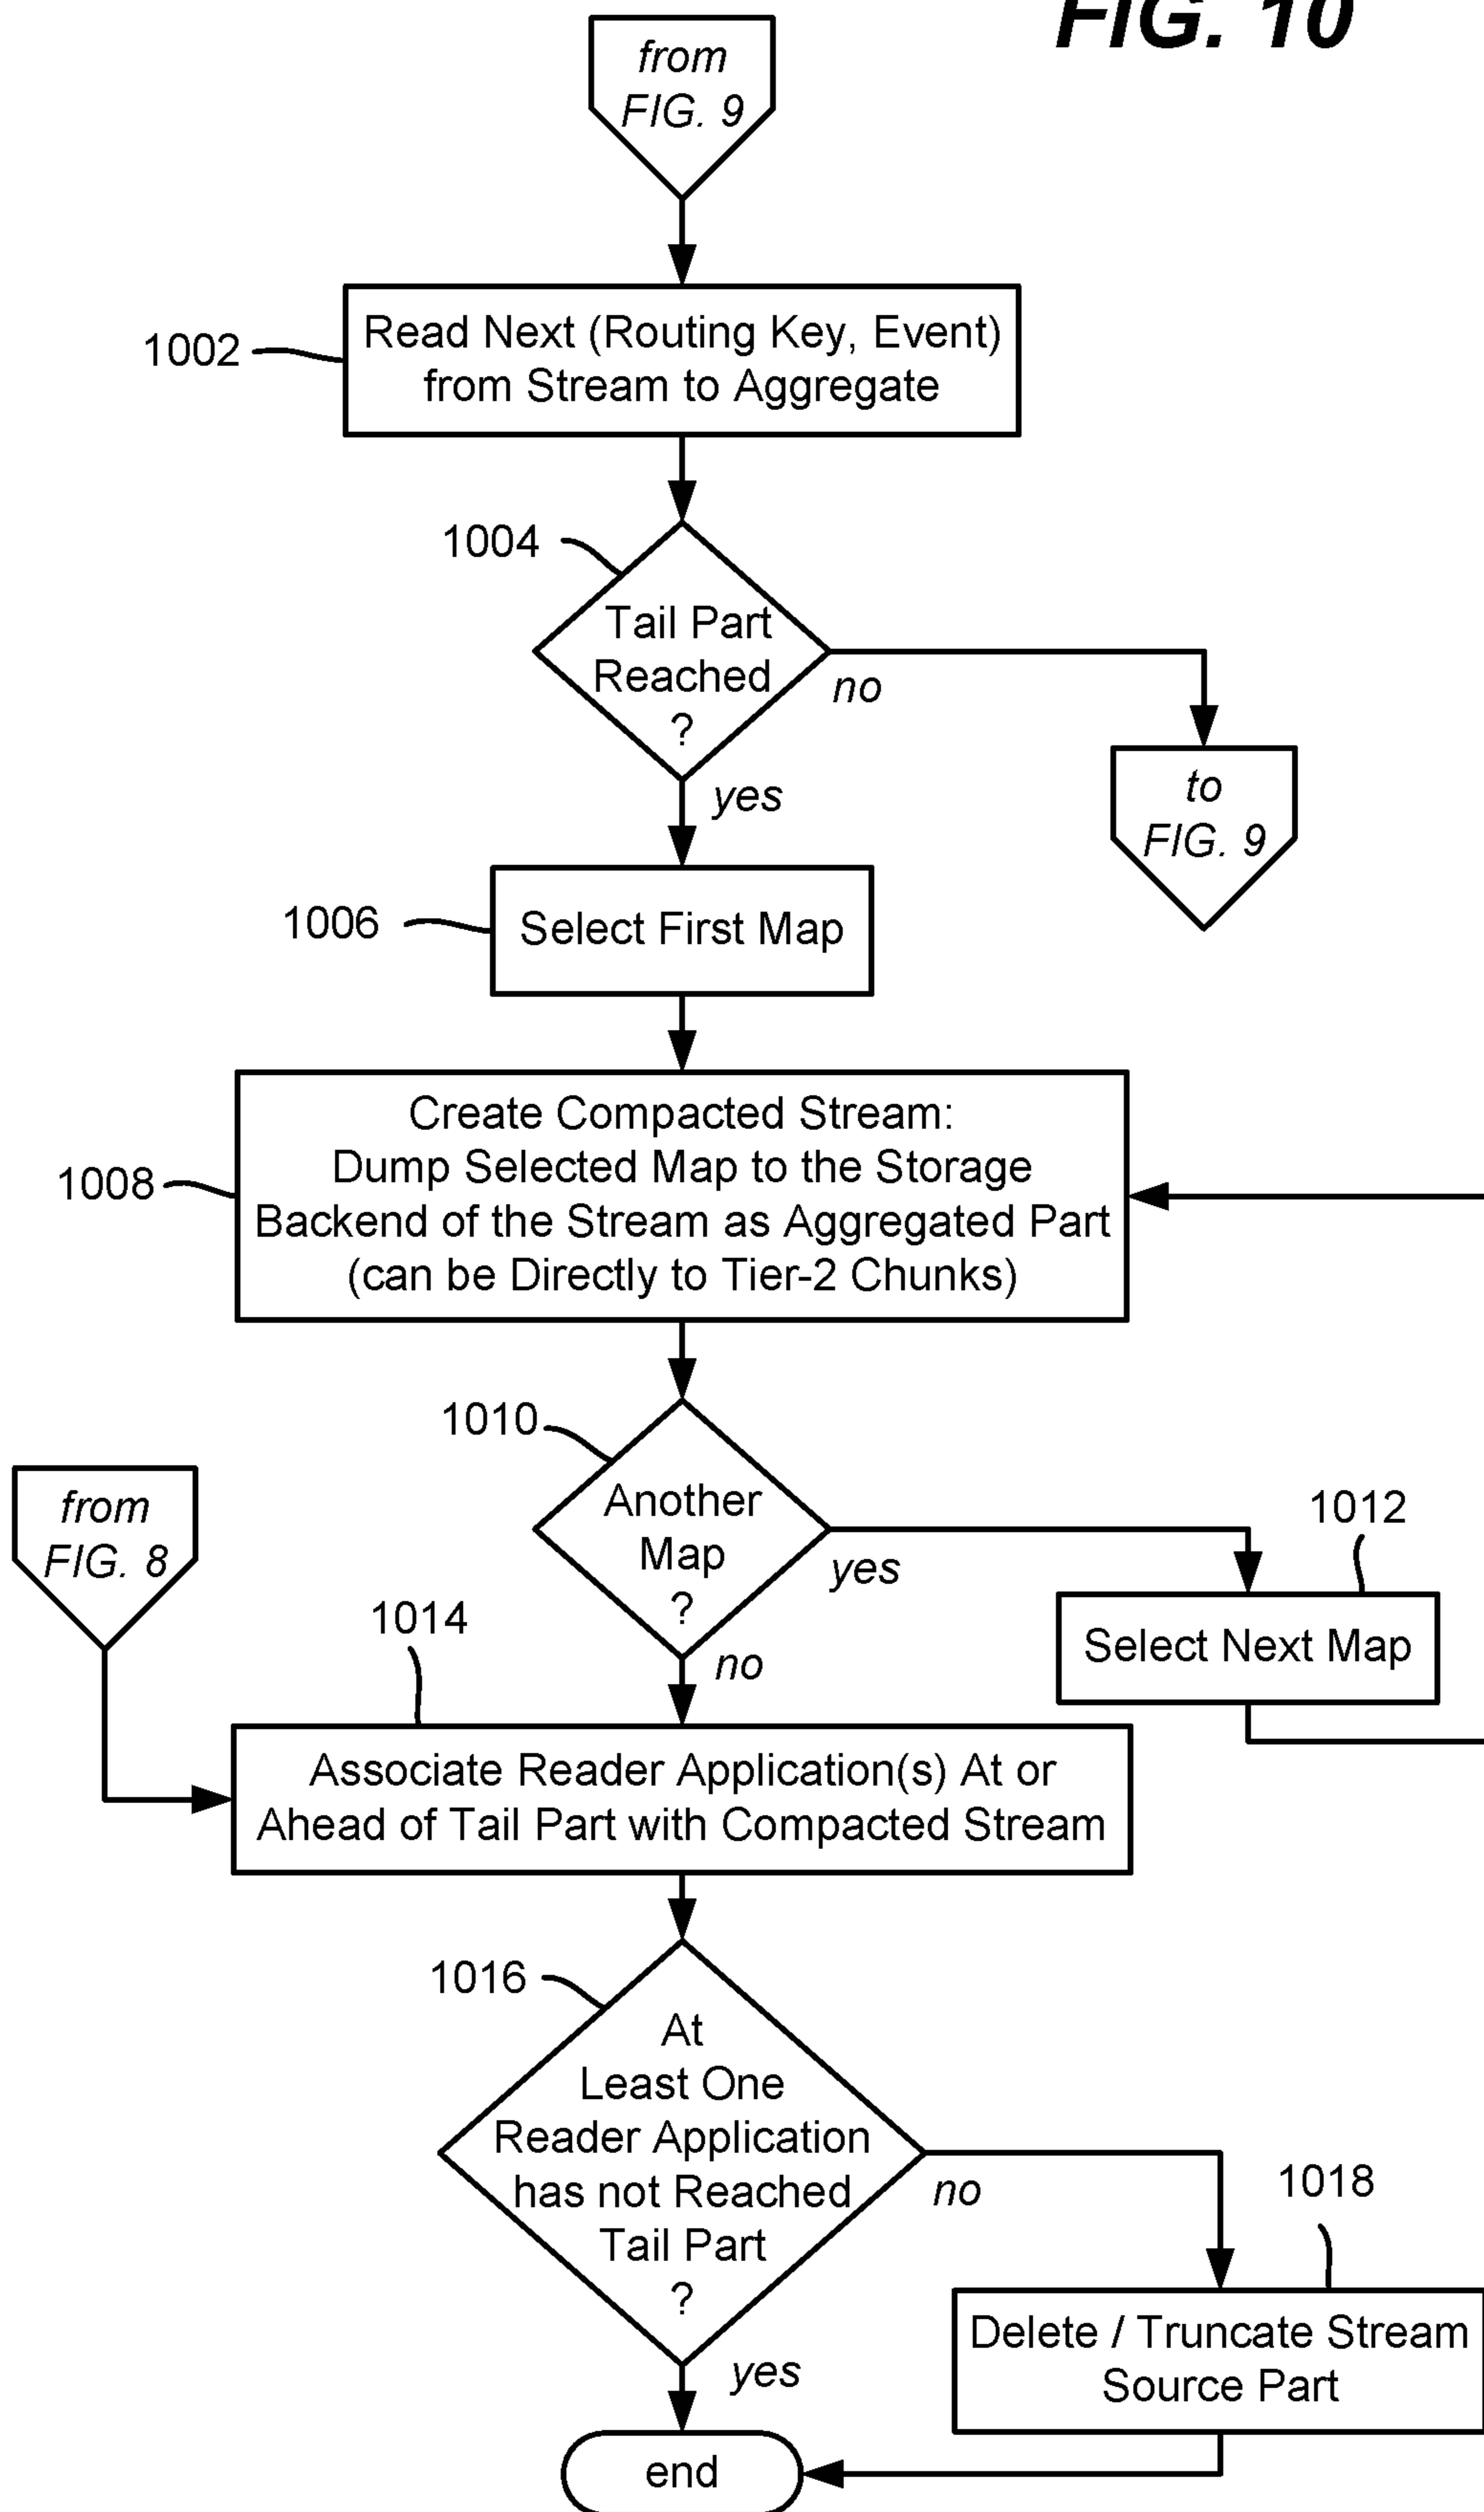 FIG. 10
from
FIG. 9
1002
Read Next (Routing Key, Event)
from Stream to Aggregate
1004
Tail Part
Reached
?
no
yes
to
FIG. 9
1006
Select First Map
1008
Create Compacted Stream:
Dump Selected Map to the Storage
Backend of the Stream as Aggregated Part
(can be Directly to Tier-2 Chunks)
1010
Another
Map
?
yes
no
1012
Select Next Map
from
FIG. 8
1014
Associate Reader Application(s) At or
Ahead of Tail Part with Compacted Stream
1016
At
Least One
Reader Application
has not Reached
Tail Part
?
no
yes
1018
Delete / Truncate Stream
Source Part
end